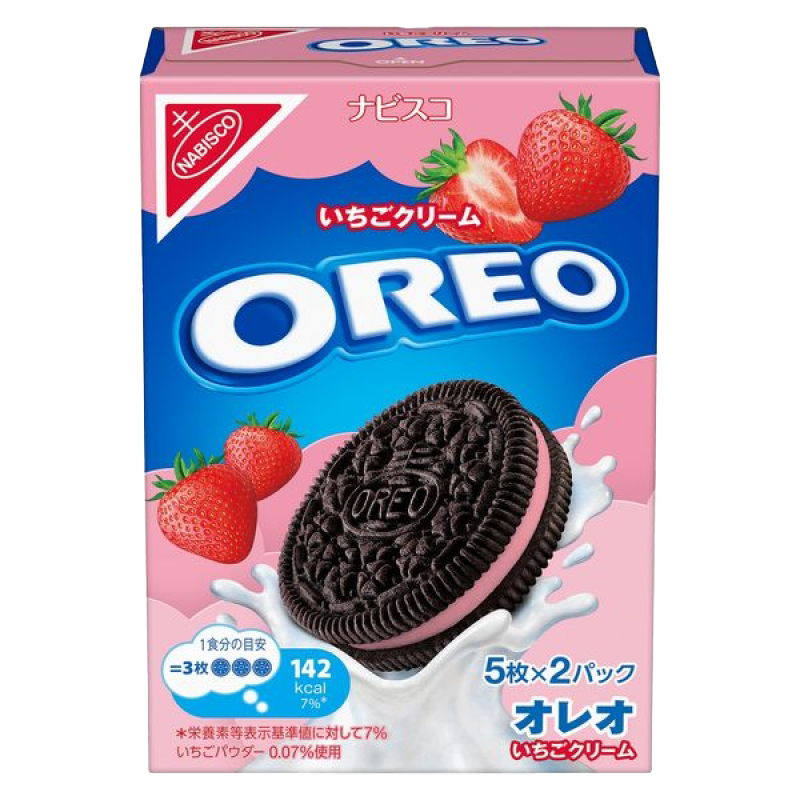 OREO
OPEN
NABISCO
ナビスコ
いちごクリーム
OREO
OREO
1食分の目安
=3枚
142
kcal
7%*
5枚×2パック
オレオ
いちごクリーム
*栄養素等表示基準値に対して7%
いちごパウダー 0.07%使用